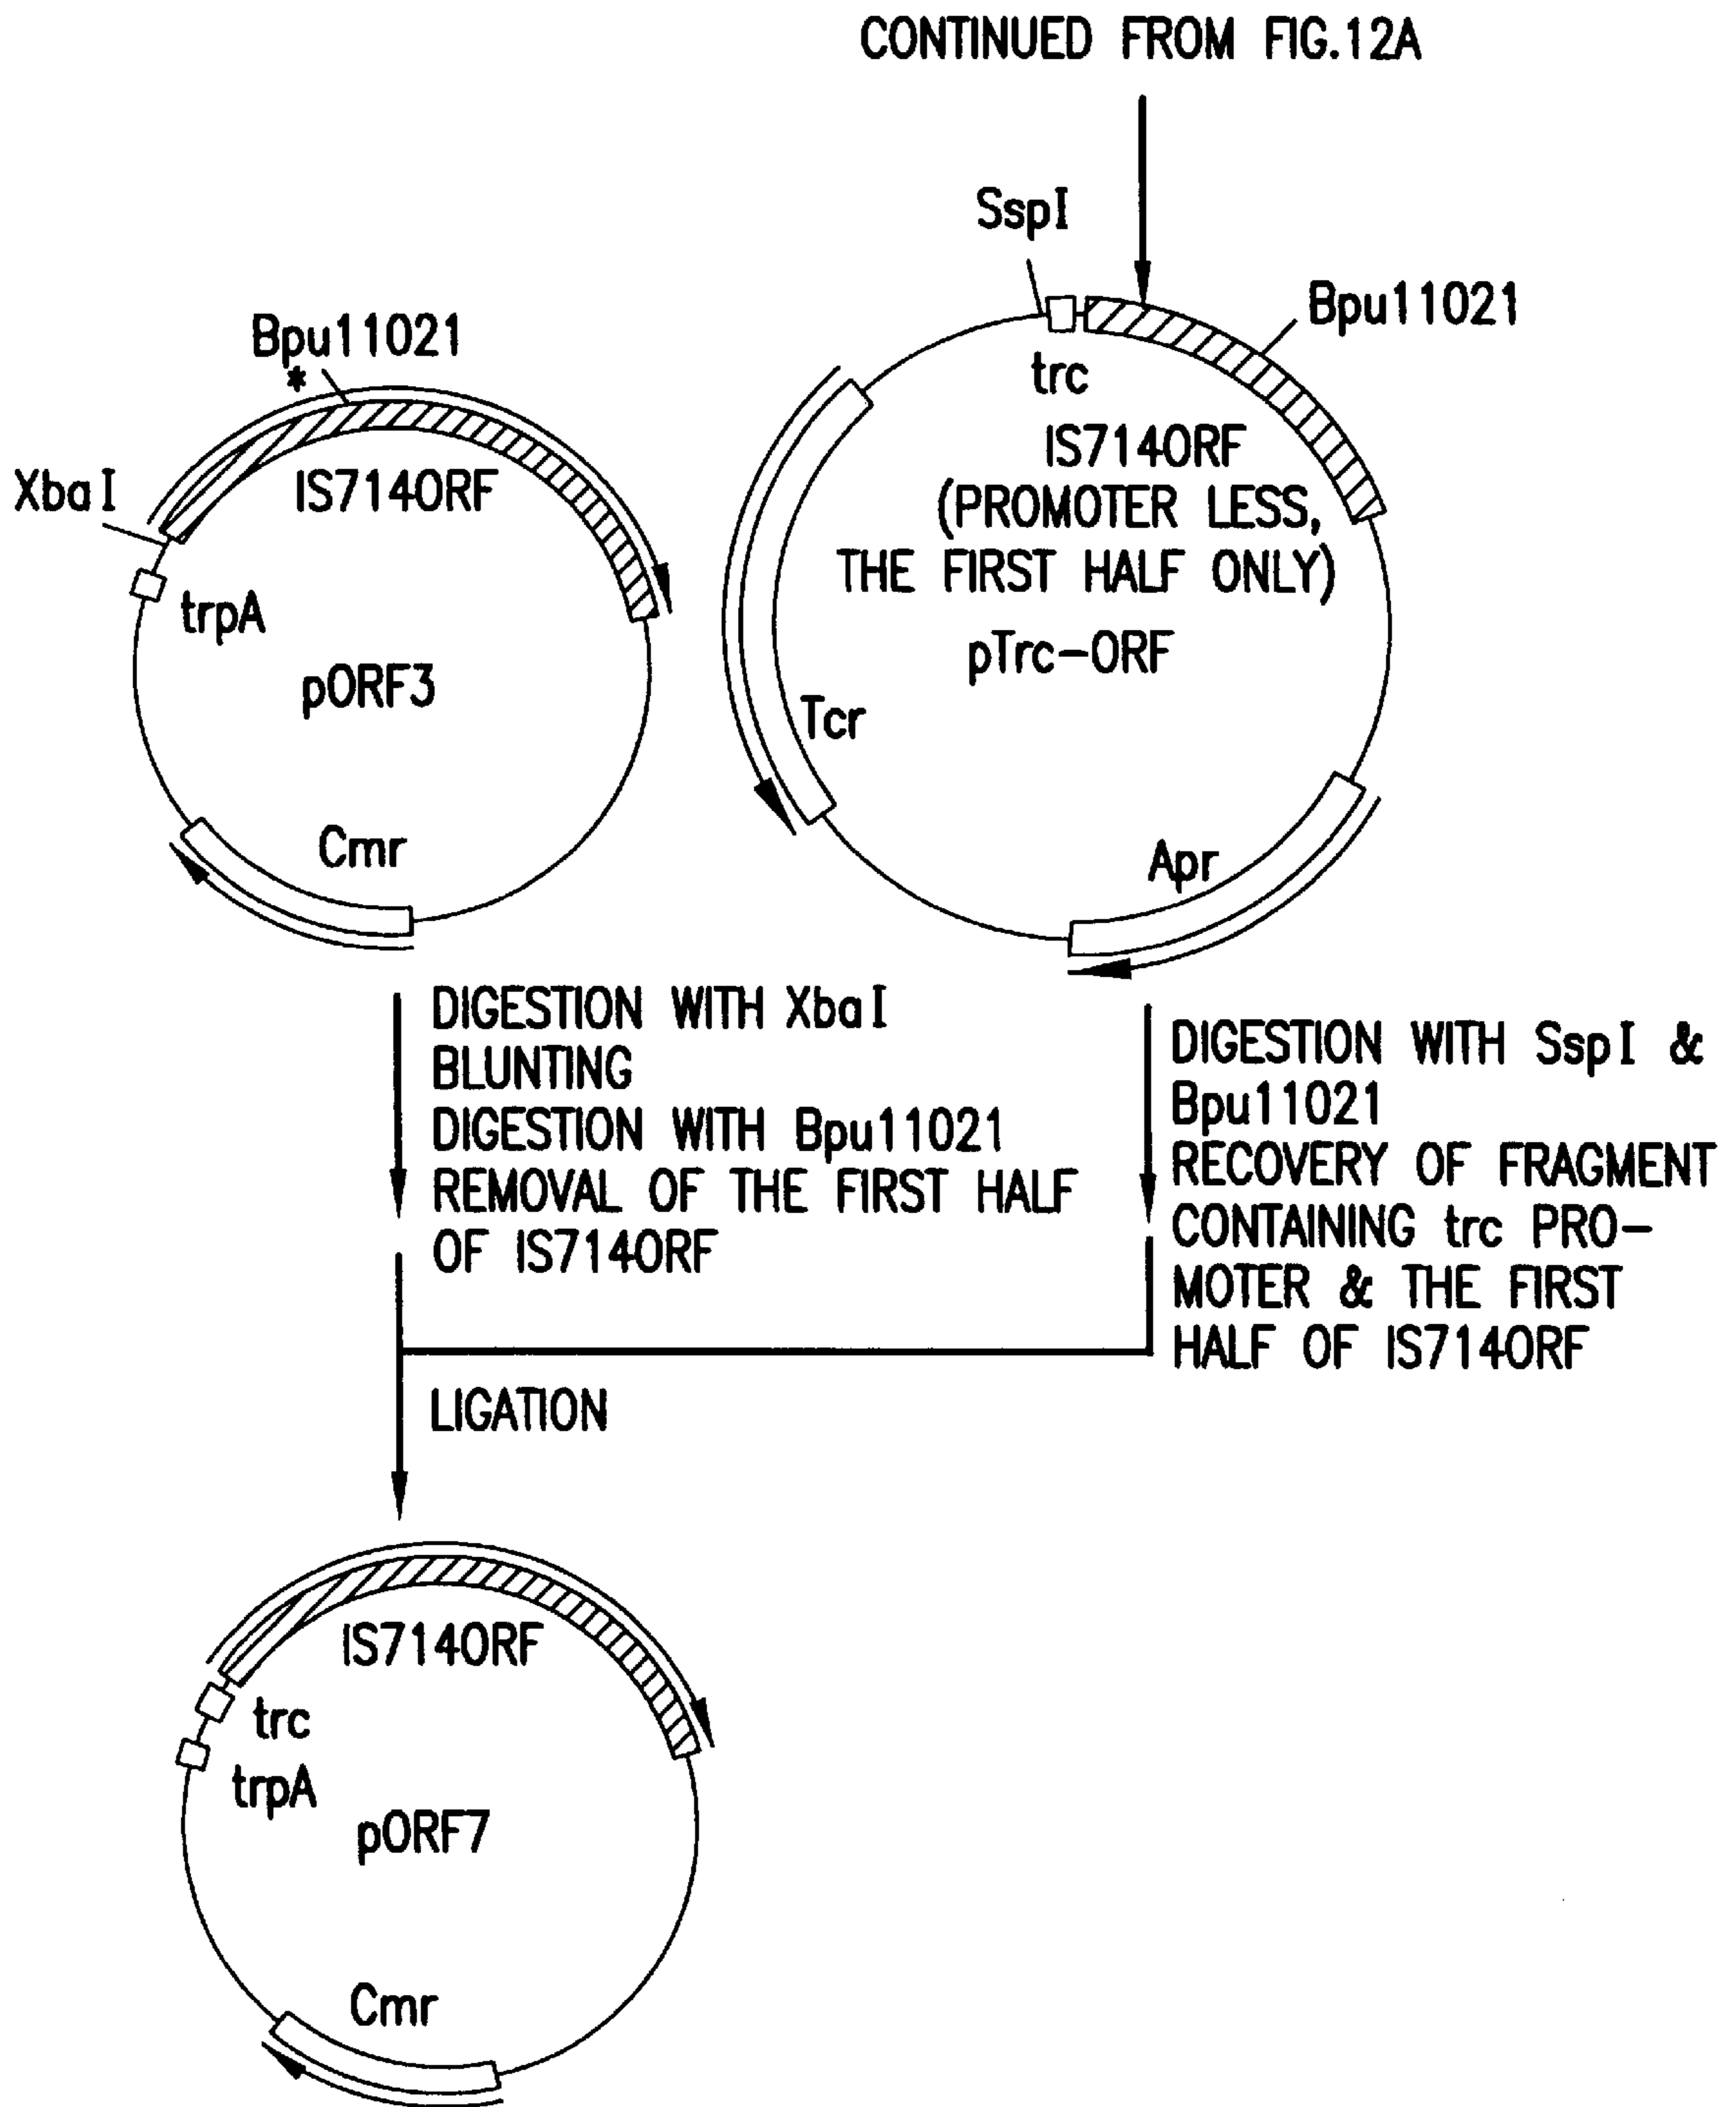 CONTINUED FROM FIG.12A
SspI
Bpu11021
trc
IS714ORF
(PROMOTER LESS,
THE FIRST HALF ONLY)
pTrc-ORF
Tcr
Apr
Bpu11021
*
XbaI
IS714ORF
trpA
pORF3
Cmr
DIGESTION WITH XbaI
BLUNTING
DIGESTION WITH Bpu11021
REMOVAL OF THE FIRST HALF
OF IS714ORF
DIGESTION WITH SspI &
Bpu11021
RECOVERY OF FRAGMENT
CONTAINING trc PRO-
MOTER & THE FIRST
HALF OF IS714ORF
LIGATION
IS714ORF
trc
trpA
pORF7
Cmr